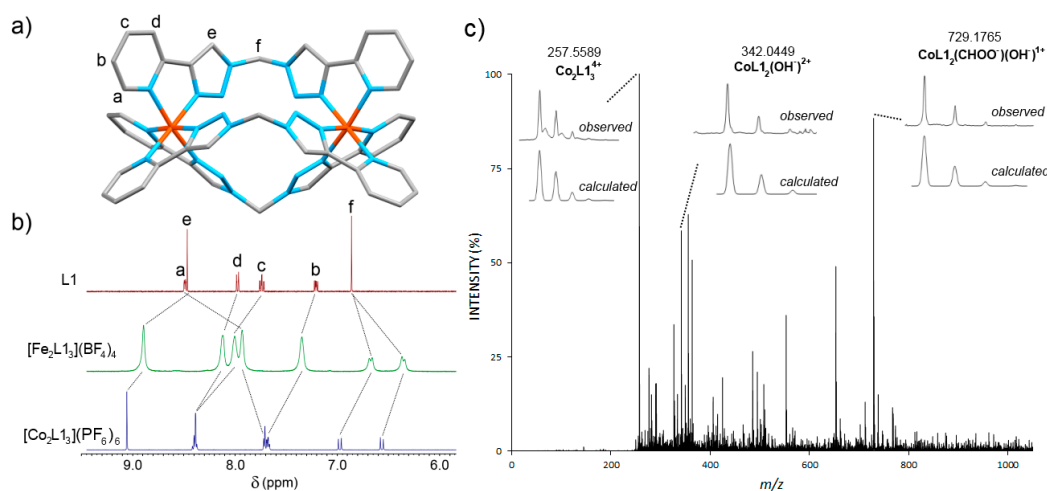 a)
c
d
e
f
b
a
b)
e
f
a
d
c
b
L1
[Fe₂L1₃](BF₄)₄
[Co₂L1₃](PF₆)₆
9.0 8.0 7.0 6.0
δ (ppm)
c)
257.5589
Co₂L1₃⁴⁺
observed
calculated
342.0449
CoL1₂(OH⁻)²⁺
observed
calculated
729.1765
CoL1₂(CHOO⁻)(OH⁻)¹⁺
observed
calculated
INTENSITY (%)
100
75
50
25
0
0 200 400 600 800 1000
m/z